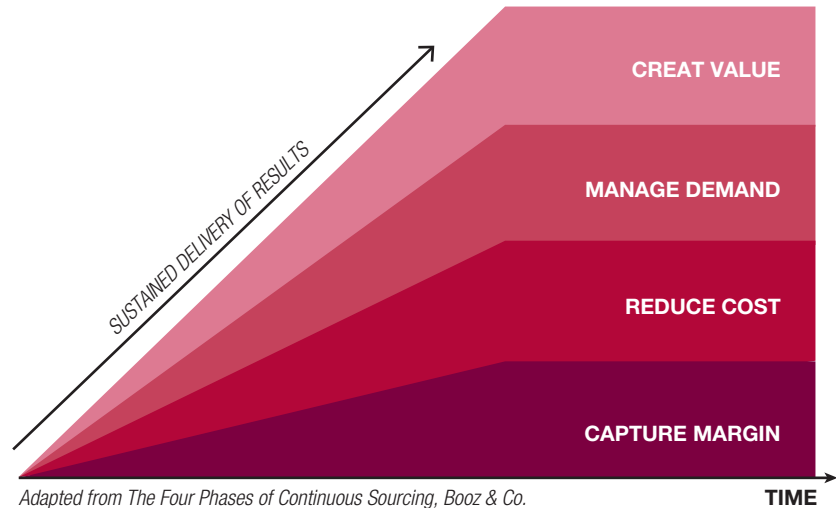 CREAT VALUE
SUSTAINED DELIVERY OF RESULTS
MANAGE DEMAND
REDUCE COST
CAPTURE MARGIN
Adapted from The Four Phases of Continuous Sourcing, Booz & Co.
TIME